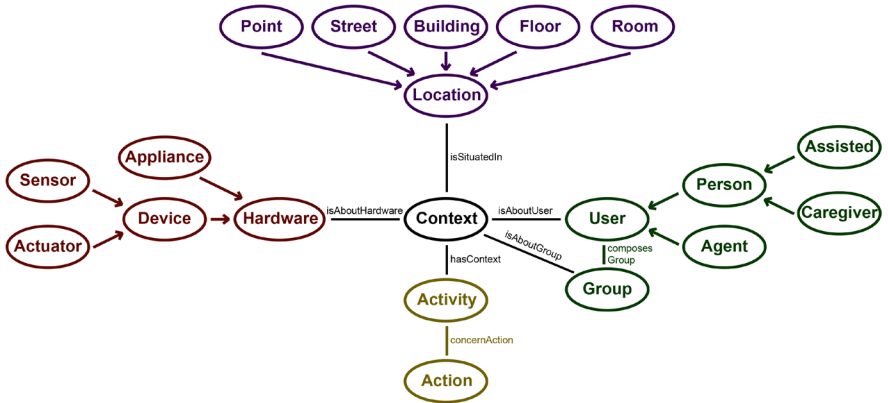 Point
Street
Building
Floor
Room
Location
isSituatedIn
Appliance
Assisted
Sensor
Person
isAboutHardware
isAboutUser
Caregiver
Device
Hardware
Context
User
Actuator
isAboutGroup
composes
Group
Agent
hasContext
Group
Activity
concernAction
Action